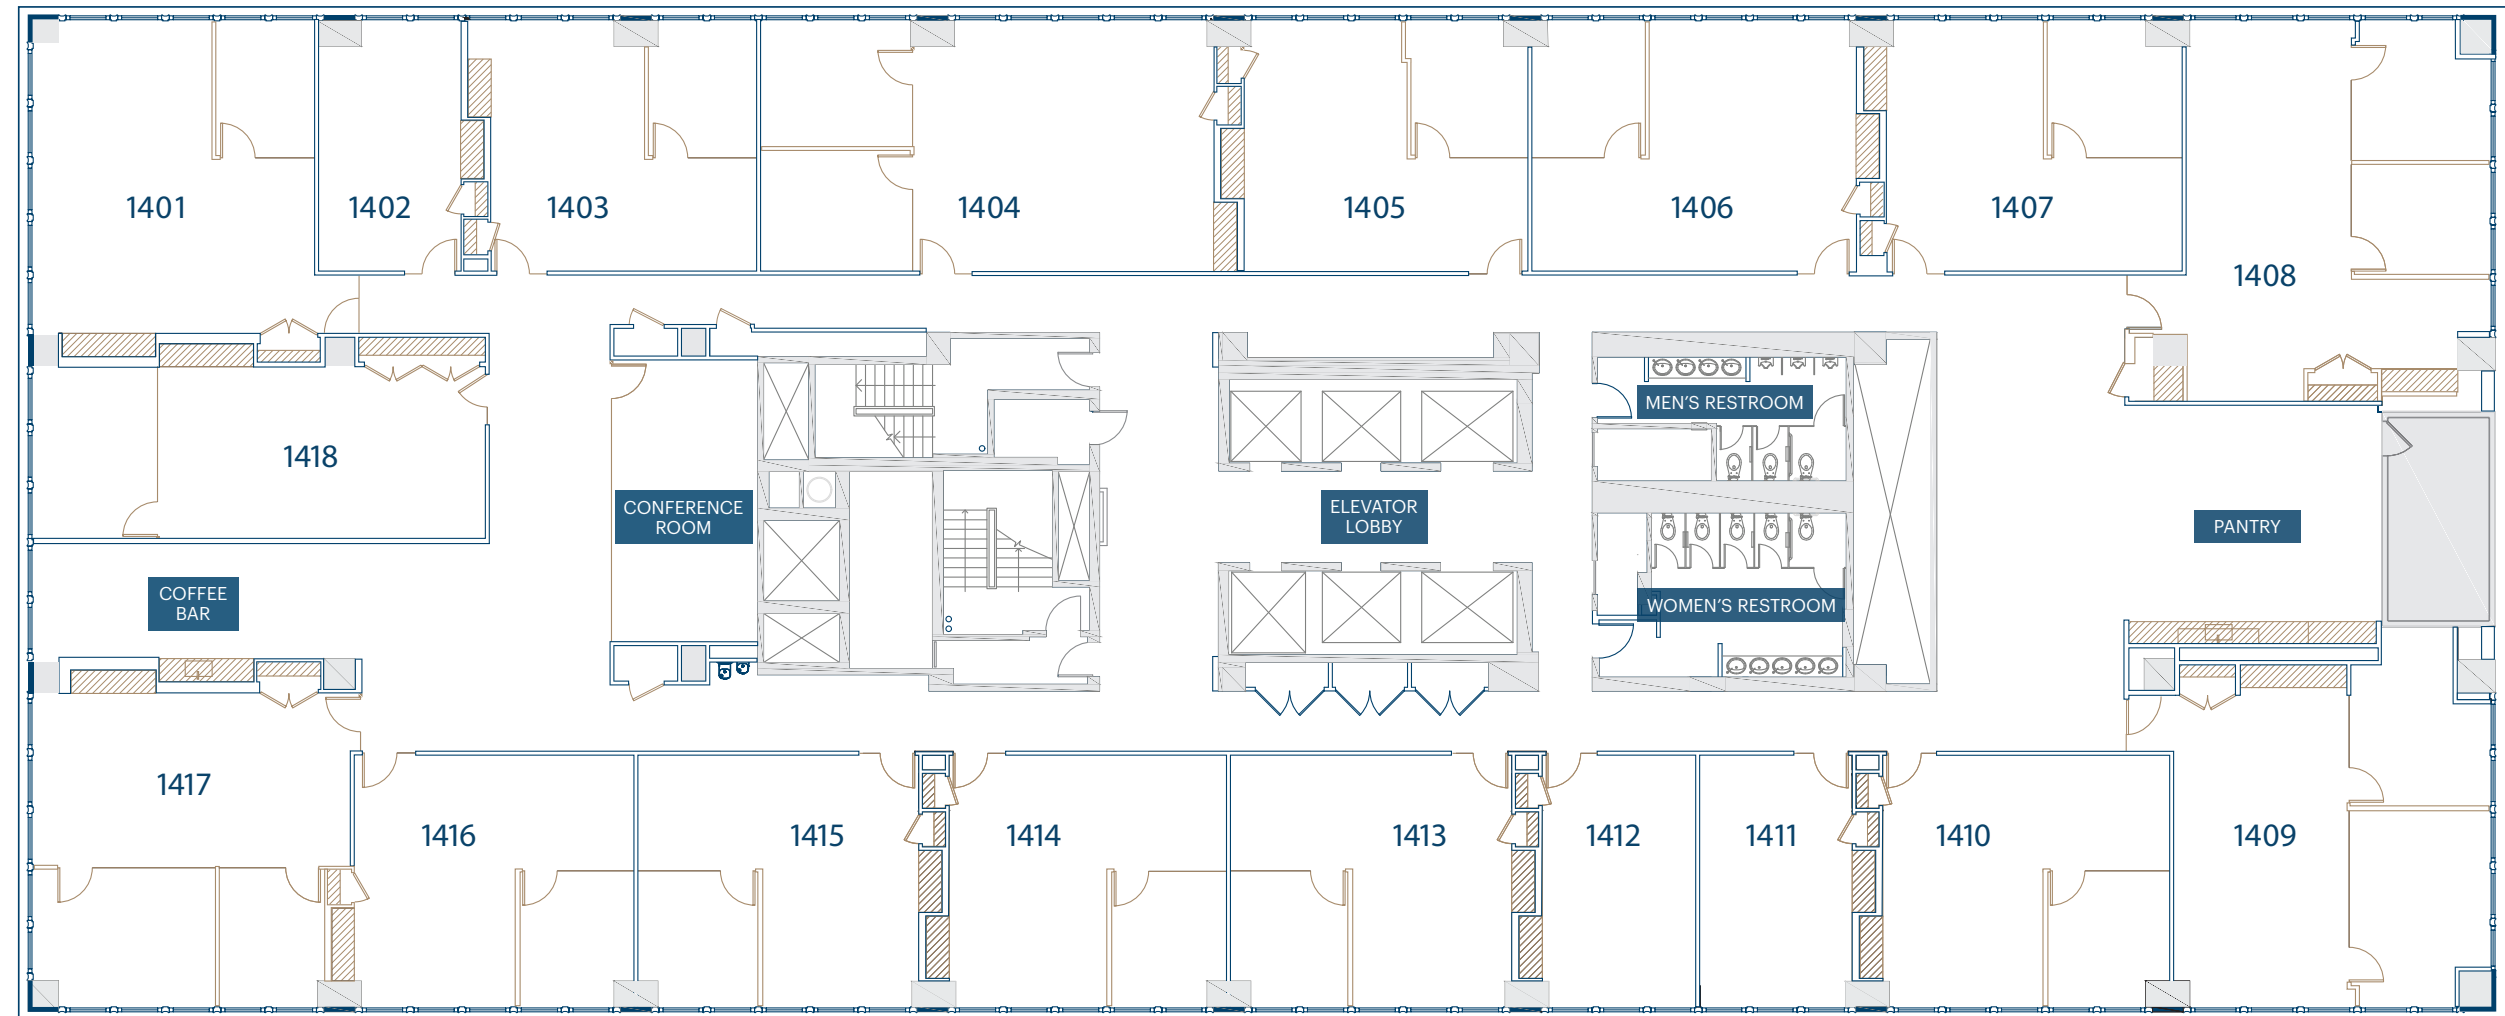 1401
1402
1403
1404
1405
1406
1407
1408
MEN'S RESTROOM
1418
CONFERENCE
ROOM
ELEVATOR
LOBBY
PANTRY
COFFEE
BAR
WOMEN'S RESTROOM
1417
1416
1415
1414
1413
1412
1411
1410
1409